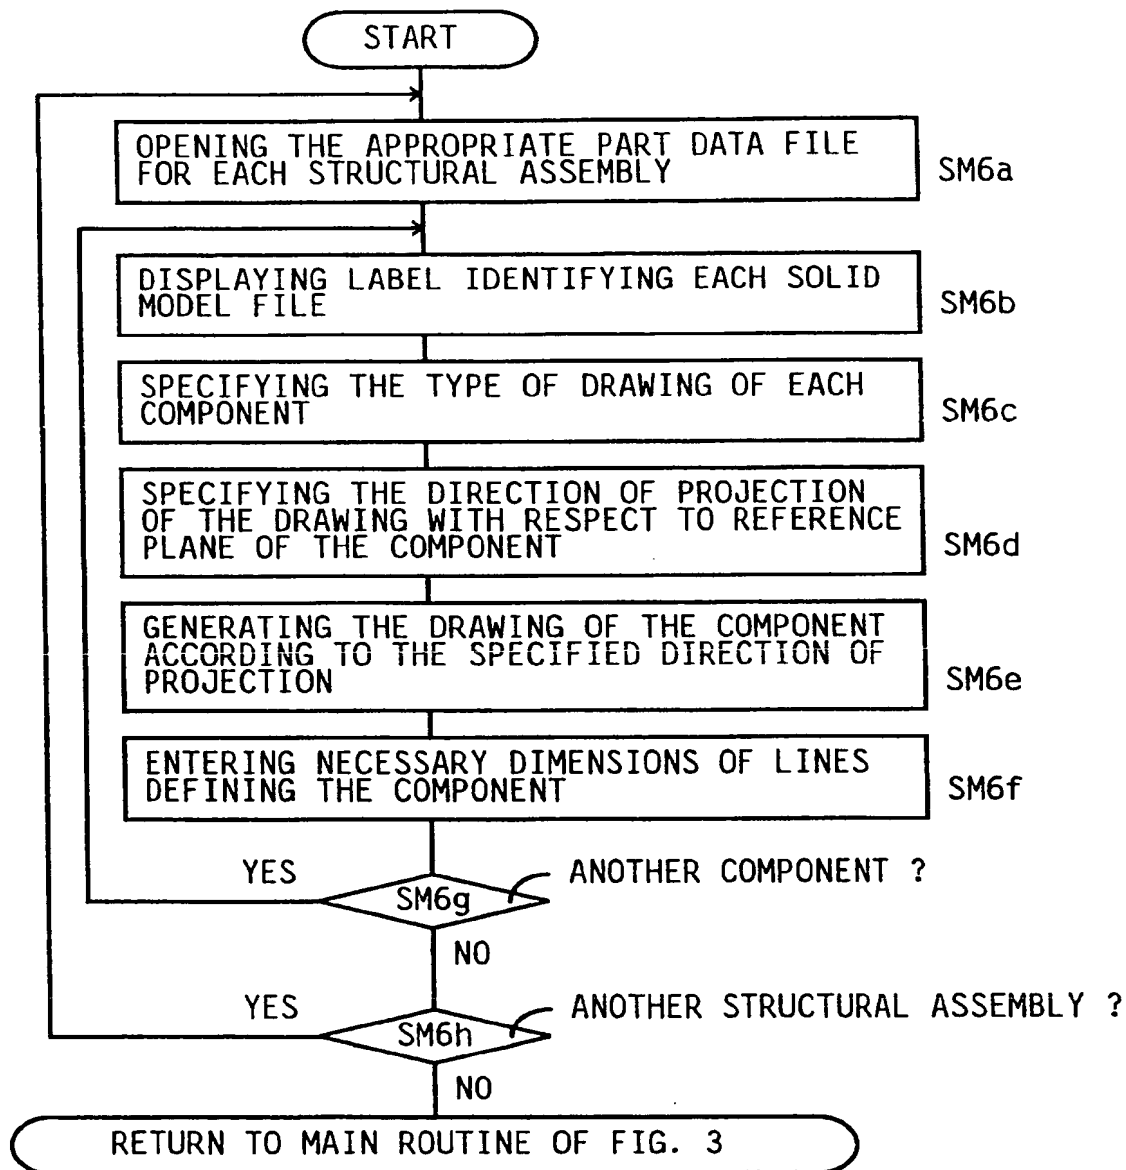 START
OPENING THE APPROPRIATE PART DATA FILE
FOR EACH STRUCTURAL ASSEMBLY
SM6a
DISPLAYING LABEL IDENTIFYING EACH SOLID
MODEL FILE
SM6b
SPECIFYING THE TYPE OF DRAWING OF EACH
COMPONENT
SM6c
SPECIFYING THE DIRECTION OF PROJECTION
OF THE DRAWING WITH RESPECT TO REFERENCE
PLANE OF THE COMPONENT
SM6d
GENERATING THE DRAWING OF THE COMPONENT
ACCORDING TO THE SPECIFIED DIRECTION OF
PROJECTION
SM6e
ENTERING NECESSARY DIMENSIONS OF LINES
DEFINING THE COMPONENT
SM6f
YES
ANOTHER COMPONENT ?
SM6g
NO
YES
ANOTHER STRUCTURAL ASSEMBLY ?
SM6h
NO
RETURN TO MAIN ROUTINE OF FIG. 3